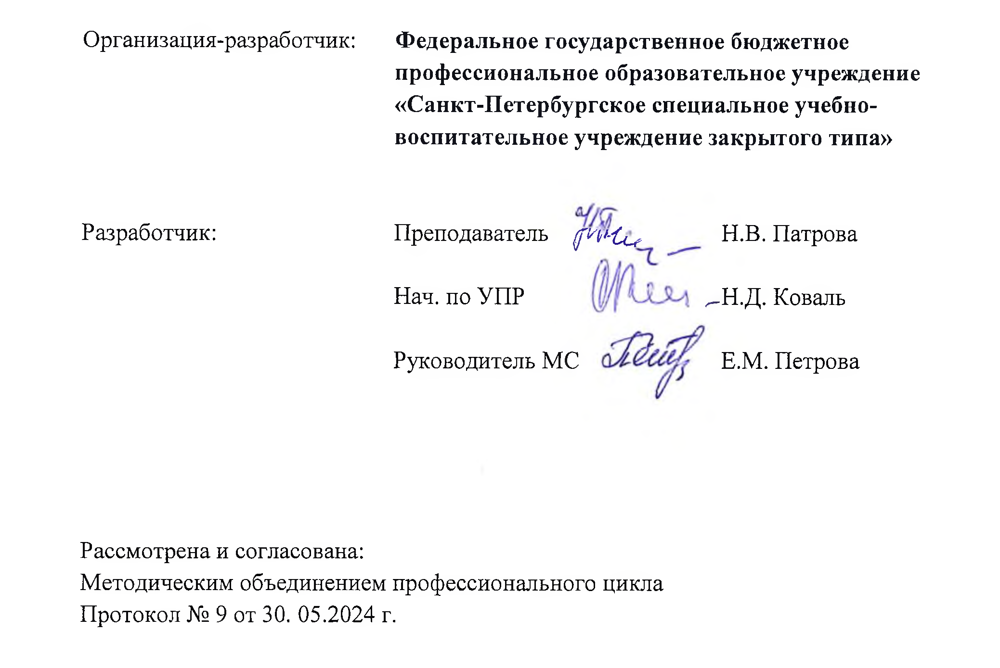 Организация-разработчик: Федеральное государственное бюджетное
профессиональное образовательное учреждение
«Санкт-Петербургское специальное учебно-
воспитательное учреждение закрытого типа»
Разработчик: Преподаватель Н.В. Патрова
Нач. по УПР Н.Д. Коваль
Руководитель МС Е.М. Петрова
Рассмотрена и согласована:
Методическим объединением профессионального цикла
Протокол № 9 от 30. 05.2024 г.